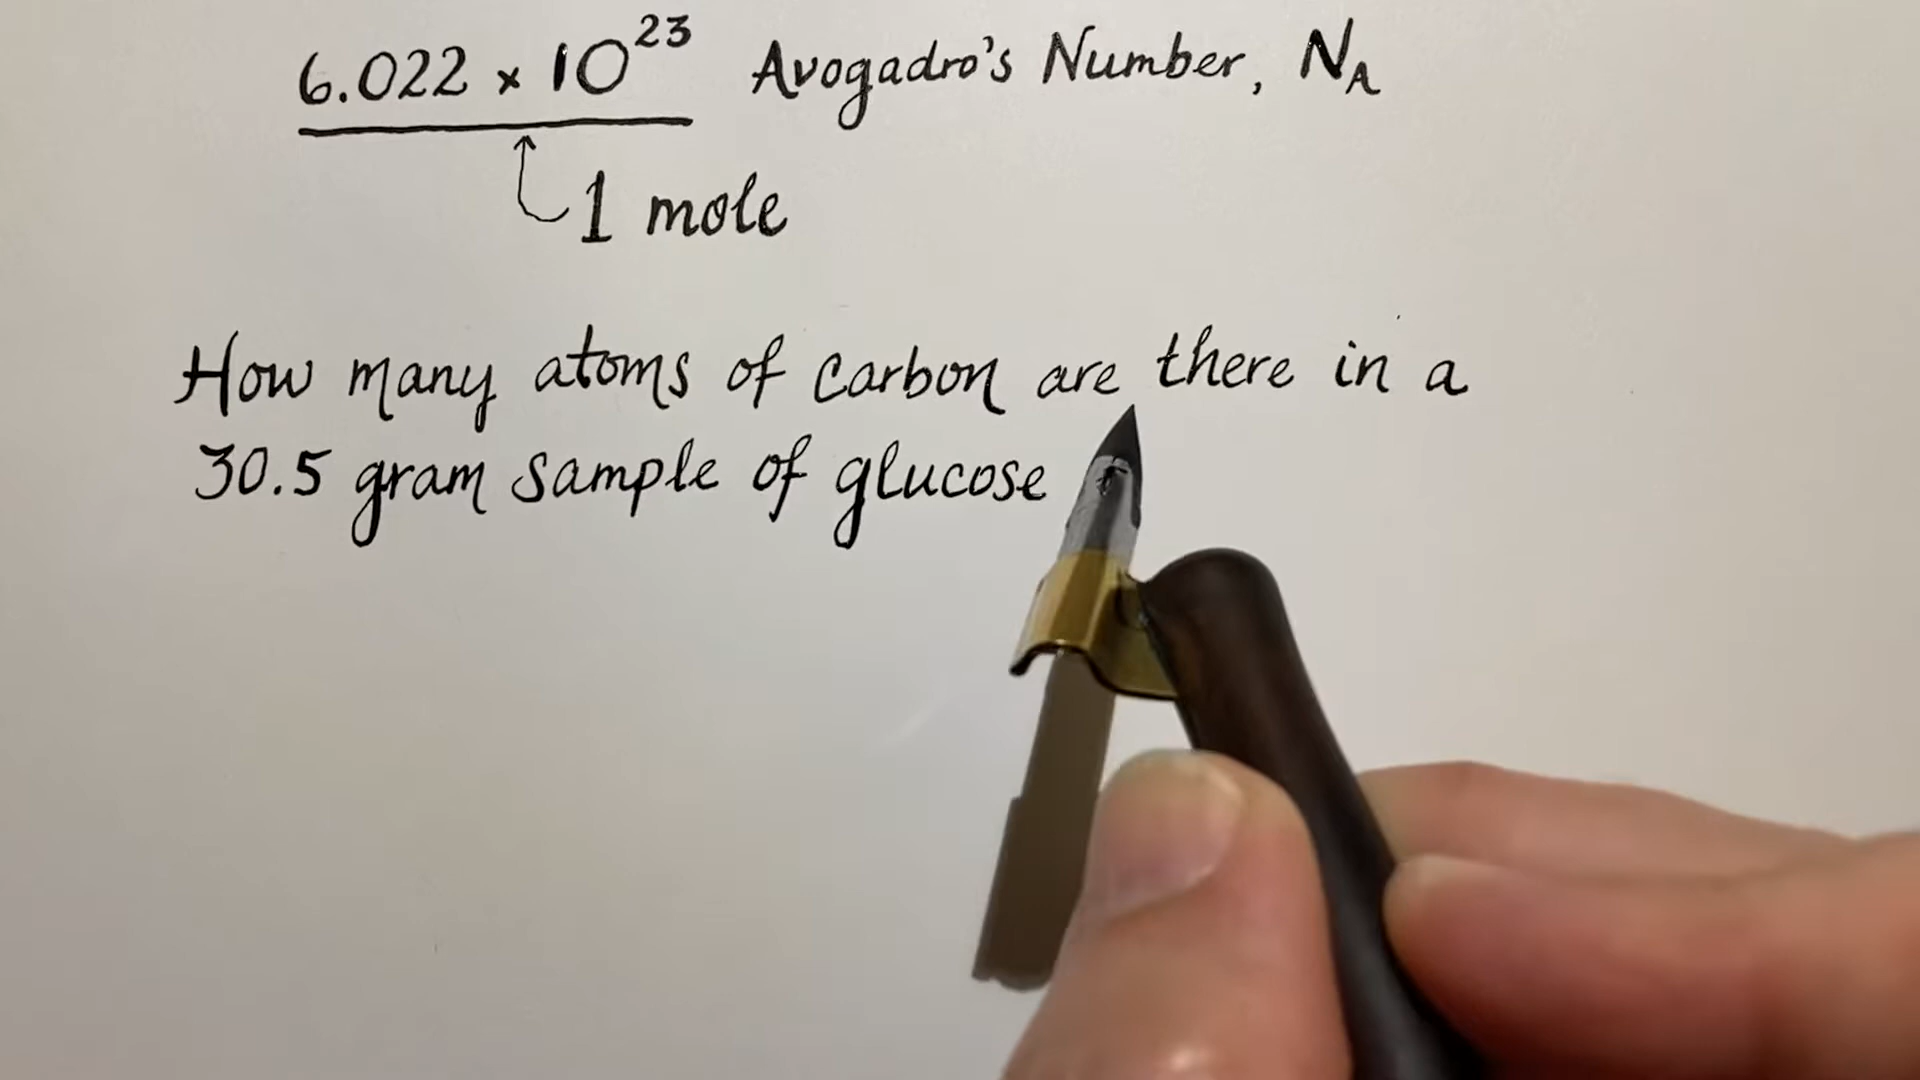 6.022 × 10²³ Avogadro's Number, N_A
1 mole
How many atoms of carbon are there in a
30.5 gram sample of glucose